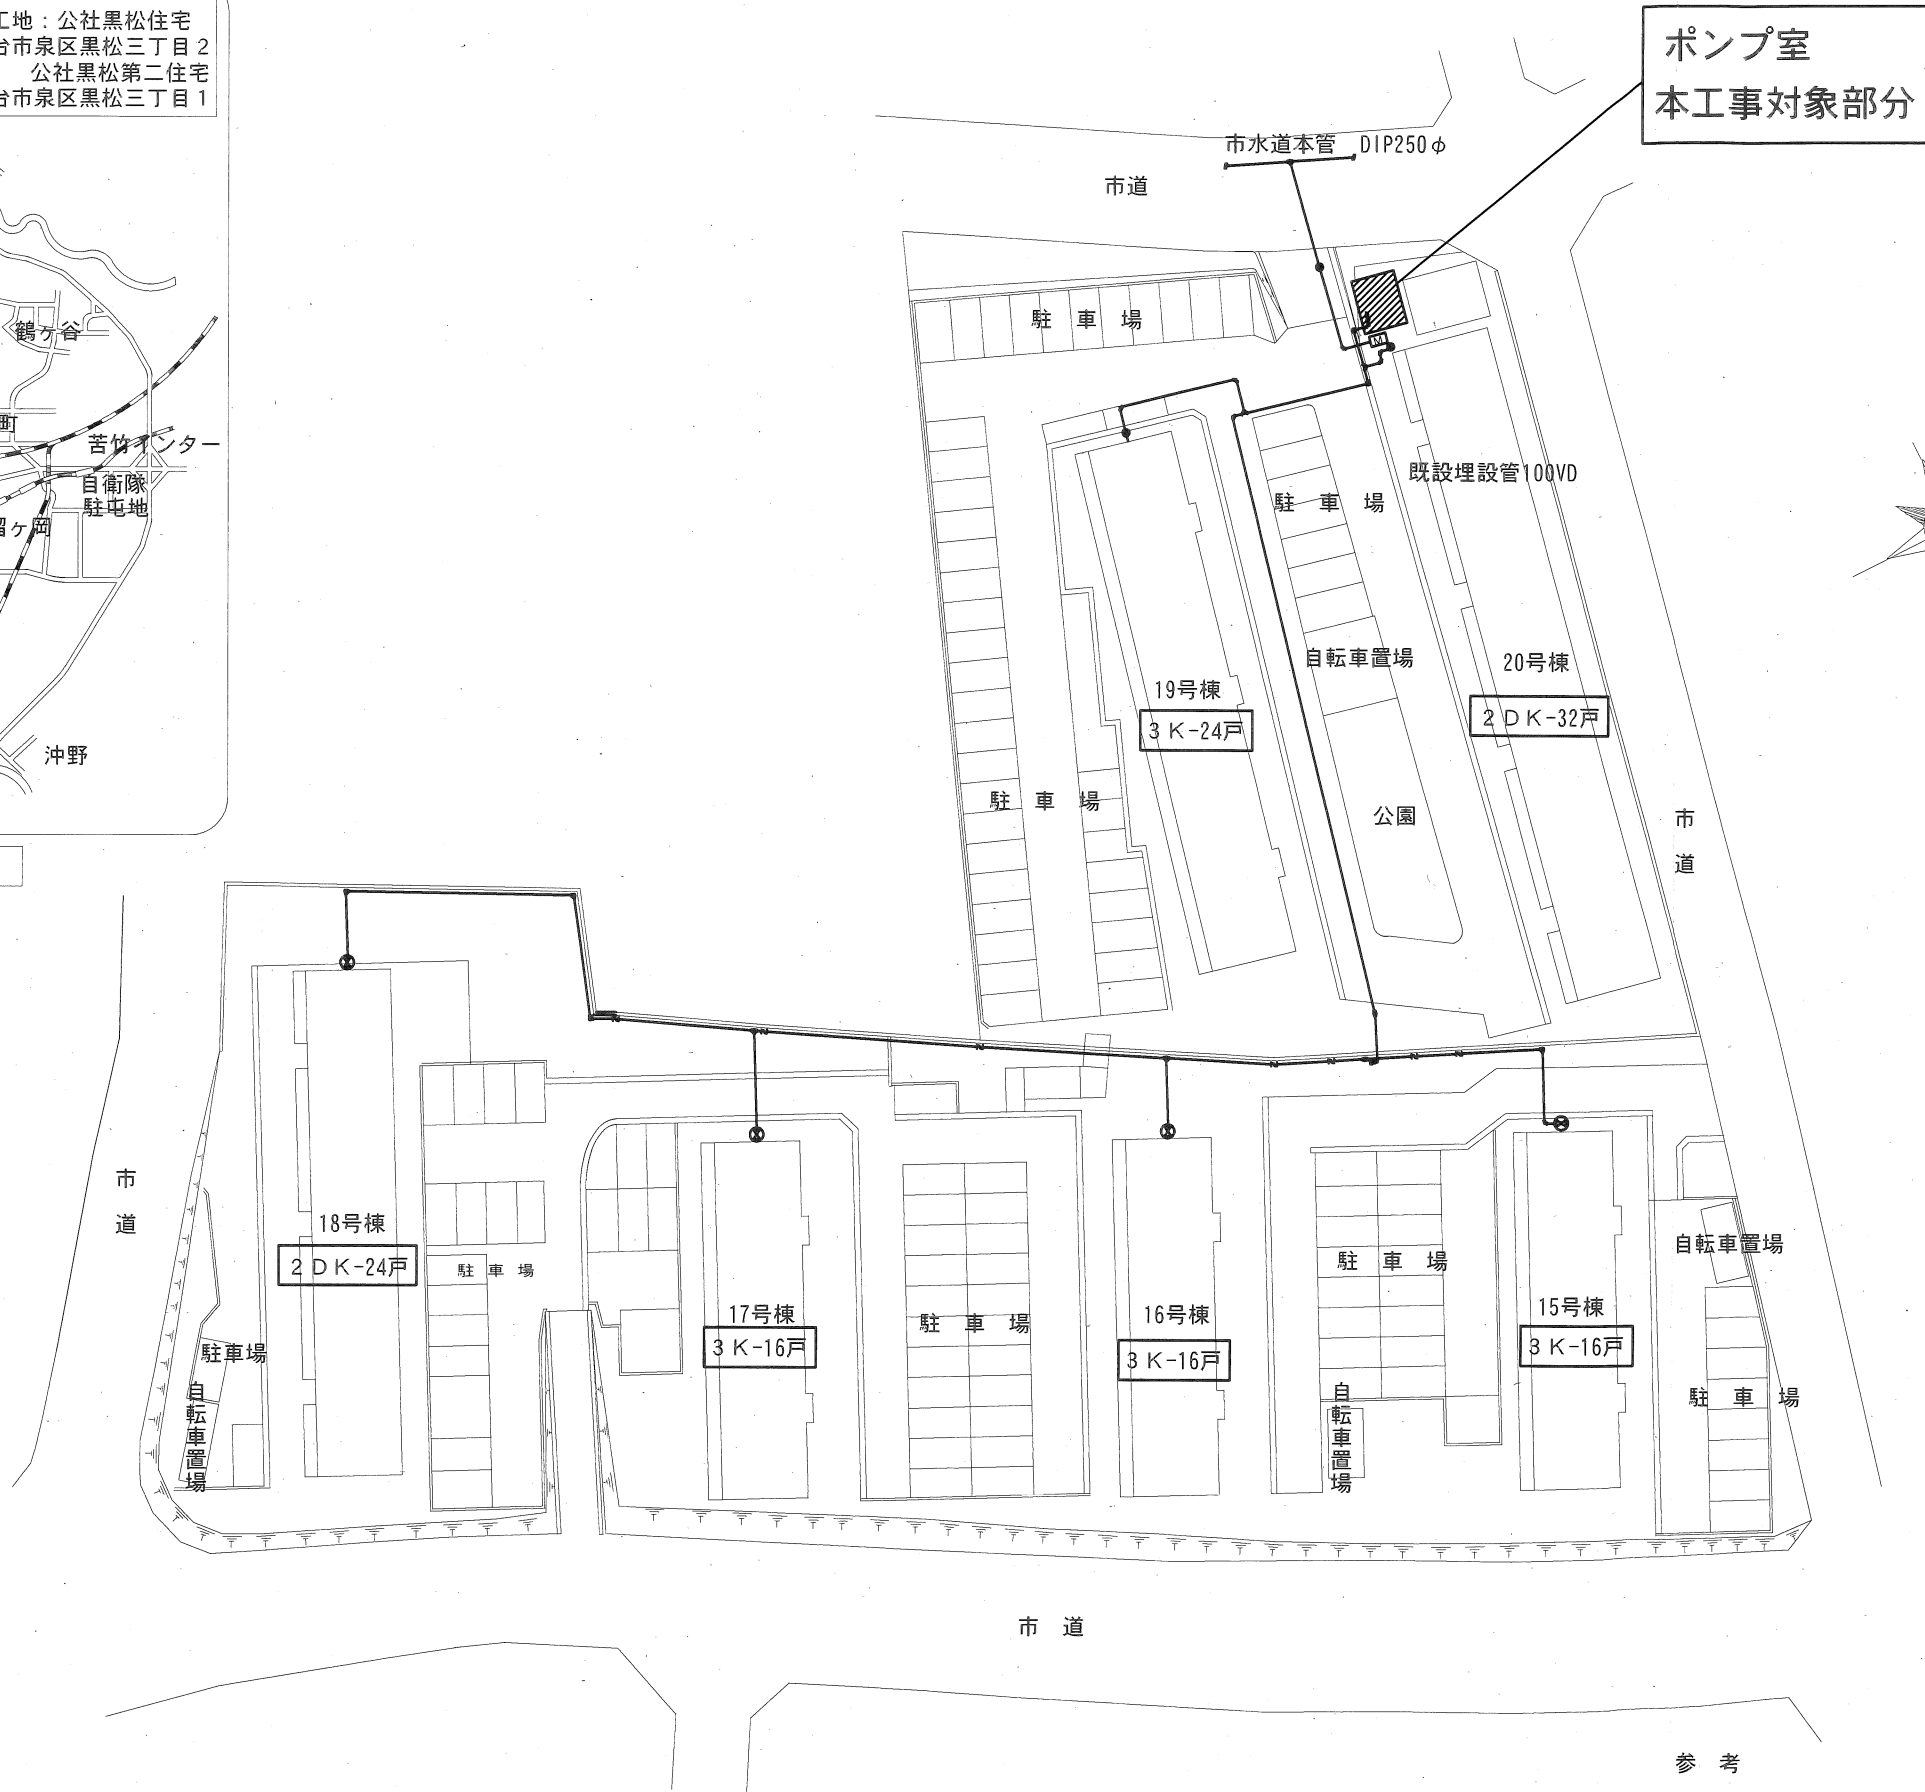 工地：公社黒松住宅
台市泉区黒松三丁目２
公社黒松第二住宅
台市泉区黒松三丁目１
ポンプ室
本工事対象部分
市水道本管 DIP250φ
市道
鶴ヶ谷
町
苦竹インター
自衛隊
駐屯地
留ヶ岡
沖野
駐 車 場
M
駐 車 場
既設埋設管100VD
自転車置場
19号棟
３Ｋ-24戸
20号棟
２ＤＫ-32戸
駐 車 場
公園
市道
市道
18号棟
２ＤＫ-24戸
駐 車 場
駐車場
自転車置場
17号棟
３Ｋ-16戸
駐 車 場
16号棟
３Ｋ-16戸
駐 車 場
自転車置場
15号棟
３Ｋ-16戸
自転車置場
駐 車 場
市 道
参 考